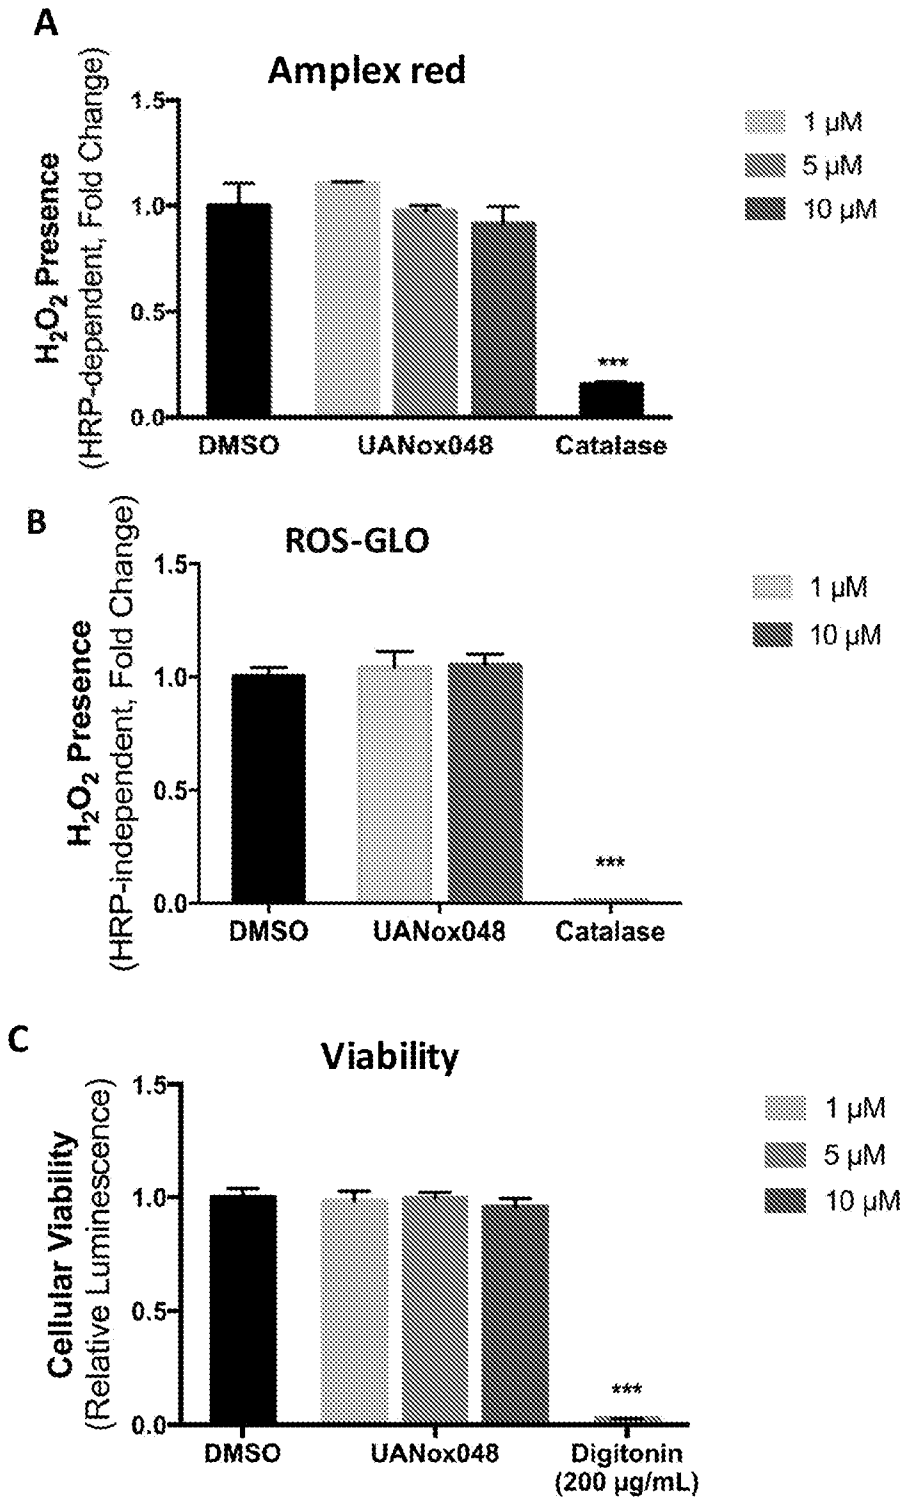 A
Amplex red
H₂O₂ Presence
(HRP-dependent, Fold Change)
1.5
1.0
0.5
0.0
1 µM
5 µM
10 µM
***
DMSO
UANox048
Catalase
B
ROS-GLO
H₂O₂ Presence
(HRP-independent, Fold Change)
1.5
1.0
0.5
0.0
1 µM
10 µM
***
DMSO
UANox048
Catalase
C
Viability
Cellular Viability
(Relative Luminescence)
1.5
1.0
0.5
0.0
1 µM
5 µM
10 µM
***
DMSO
UANox048
Digitonin
(200 µg/mL)